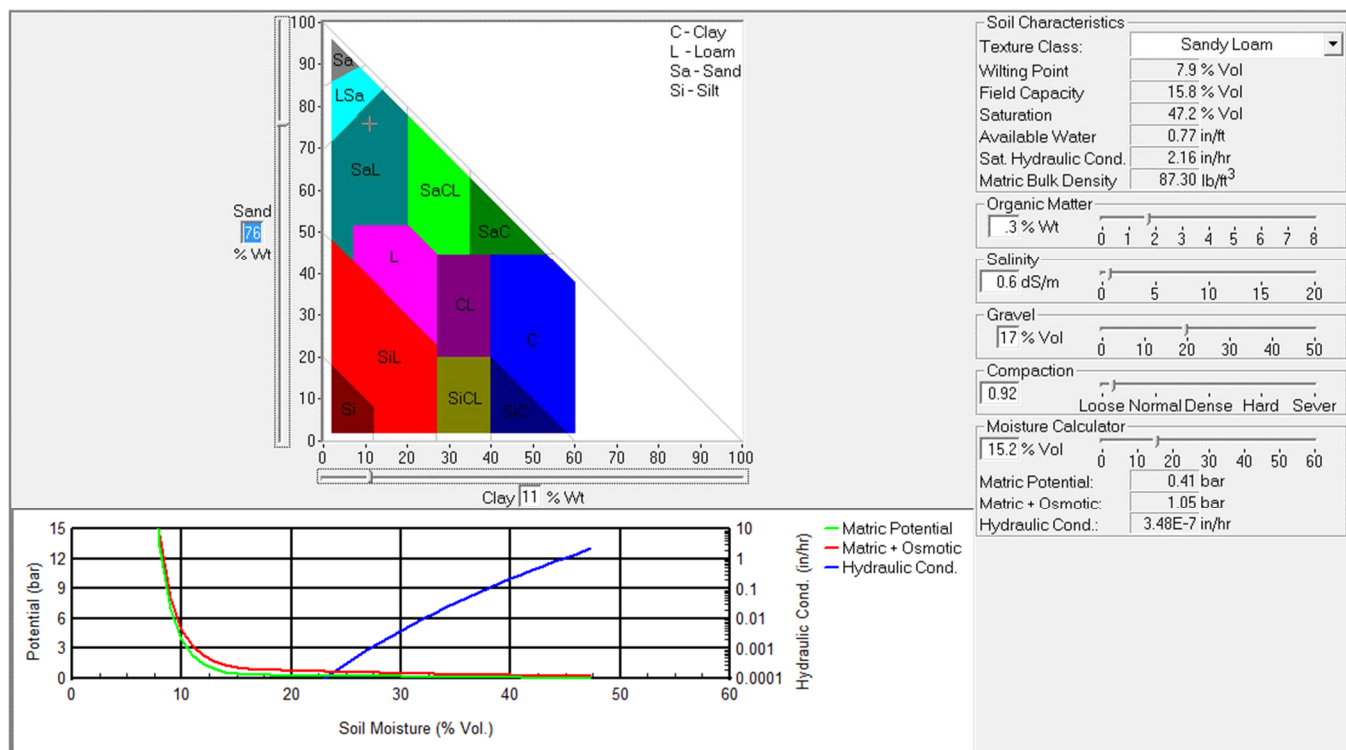 C - Clay
L - Loam
Sa - Sand
Si - Silt
100
90
80
70
60
50
40
30
20
10
0
Sand
76
% Wt
Sa
LSa
SaL
SaCL
SaC
L
CL
C
SiL
SiCL
SiC
Si
0 10 20 30 40 50 60 70 80 90 100
Clay 11 % Wt
Soil Characteristics
Texture Class: Sandy Loam
Wilting Point 7.9 % Vol
Field Capacity 15.8 % Vol
Saturation 47.2 % Vol
Available Water 0.77 in/ft
Sat. Hydraulic Cond. 2.16 in/hr
Matric Bulk Density 87.30 lb/ft3
Organic Matter
.3 % Wt
0 1 2 3 4 5 6 7 8
Salinity
0.6 dS/m
0 5 10 15 20
Gravel
17 % Vol
0 10 20 30 40 50
Compaction
0.92
Loose Normal Dense Hard Sever
Moisture Calculator
15.2 % Vol
0 10 20 30 40 50 60
Matric Potential: 0.41 bar
Matric + Osmotic: 1.05 bar
Hydraulic Cond.: 3.48E-7 in/hr
Potential (bar)
15
12
9
6
3
0
0 10 20 30 40 50 60
Soil Moisture (% Vol.)
10
1
0.1
0.01
0.001
0.0001
Hydraulic Cond. (in/hr)
Matric Potential
Matric + Osmotic
Hydraulic Cond.